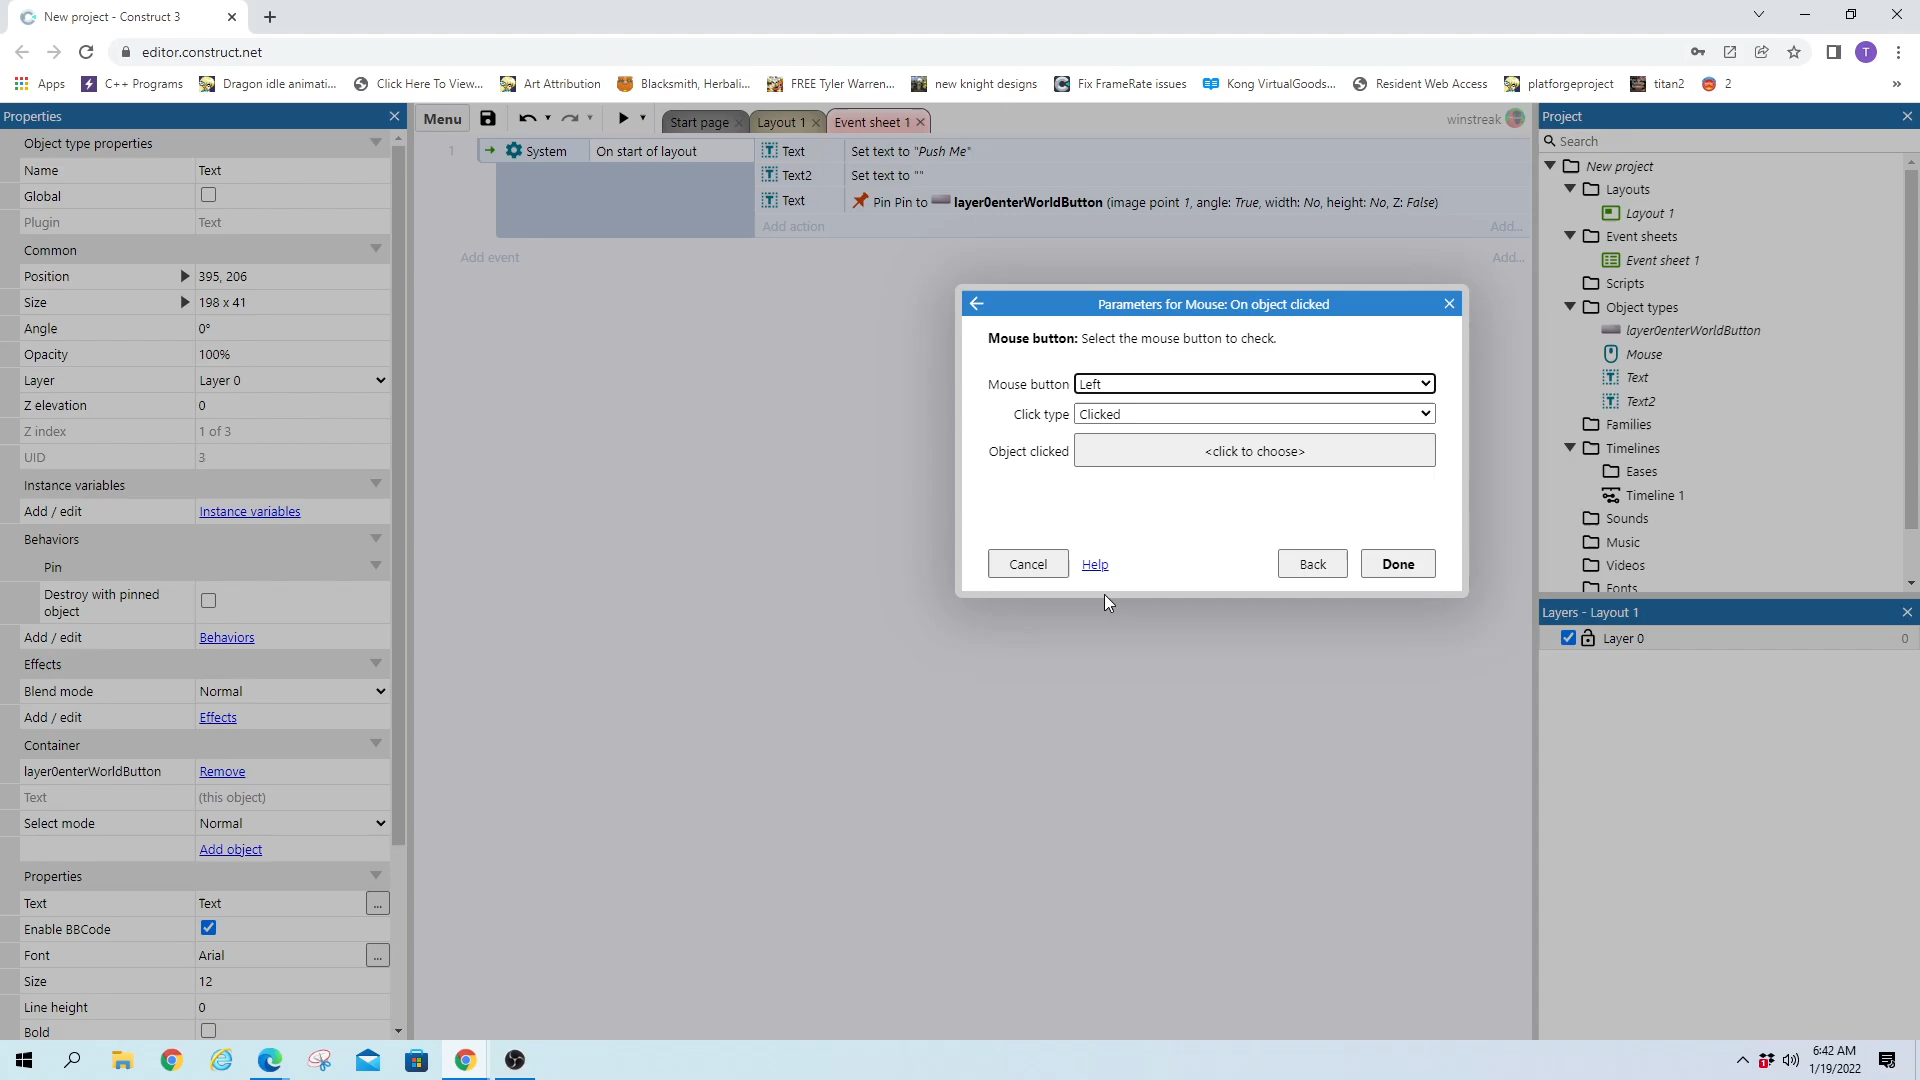 New project - Construct 3
editor.construct.net
Apps
C++ Programs
Dragon idle animati...
Click Here To View...
Art Attribution
Blacksmith, Herbali...
FREE Tyler Warren...
new knight designs
Fix FrameRate issues
Kong VirtualGoods...
Resident Web Access
platforgeproject
titan2
2
»
T
Properties
Object type properties
Name Text
Global
Plugin Text
Common
Position 395, 206
Size 198 x 41
Angle 0°
Opacity 100%
Layer Layer 0
Z elevation 0
Z index 1 of 3
UID 3
Instance variables
Add / edit Instance variables
Behaviors
Pin
Destroy with pinned
object
Add / edit Behaviors
Effects
Blend mode Normal
Add / edit Effects
Container
layer0enterWorldButton Remove
Text (this object)
Select mode Normal
Add object
Properties
Text Text ...
Enable BBCode
Font Arial ...
Size 12
Line height 0
Bold
Menu
Start page
Layout 1
Event sheet 1
winstreak
1 System On start of layout
Text Set text to "Push Me"
Text2 Set text to ""
Text Pin Pin to layer0enterWorldButton (image point 1, angle: True, width: No, height: No, Z: False)
Add action Add...
Add event Add...
Parameters for Mouse: On object clicked
Mouse button: Select the mouse button to check.
Mouse button Left
Click type Clicked
Object clicked <click to choose>
Cancel Help Back Done
Project
Search
New project
Layouts
Layout 1
Event sheets
Event sheet 1
Scripts
Object types
layer0enterWorldButton
Mouse
Text
Text2
Families
Timelines
Eases
Timeline 1
Sounds
Music
Videos
Fonts
Layers - Layout 1
Layer 0 0
6:42 AM
1/19/2022